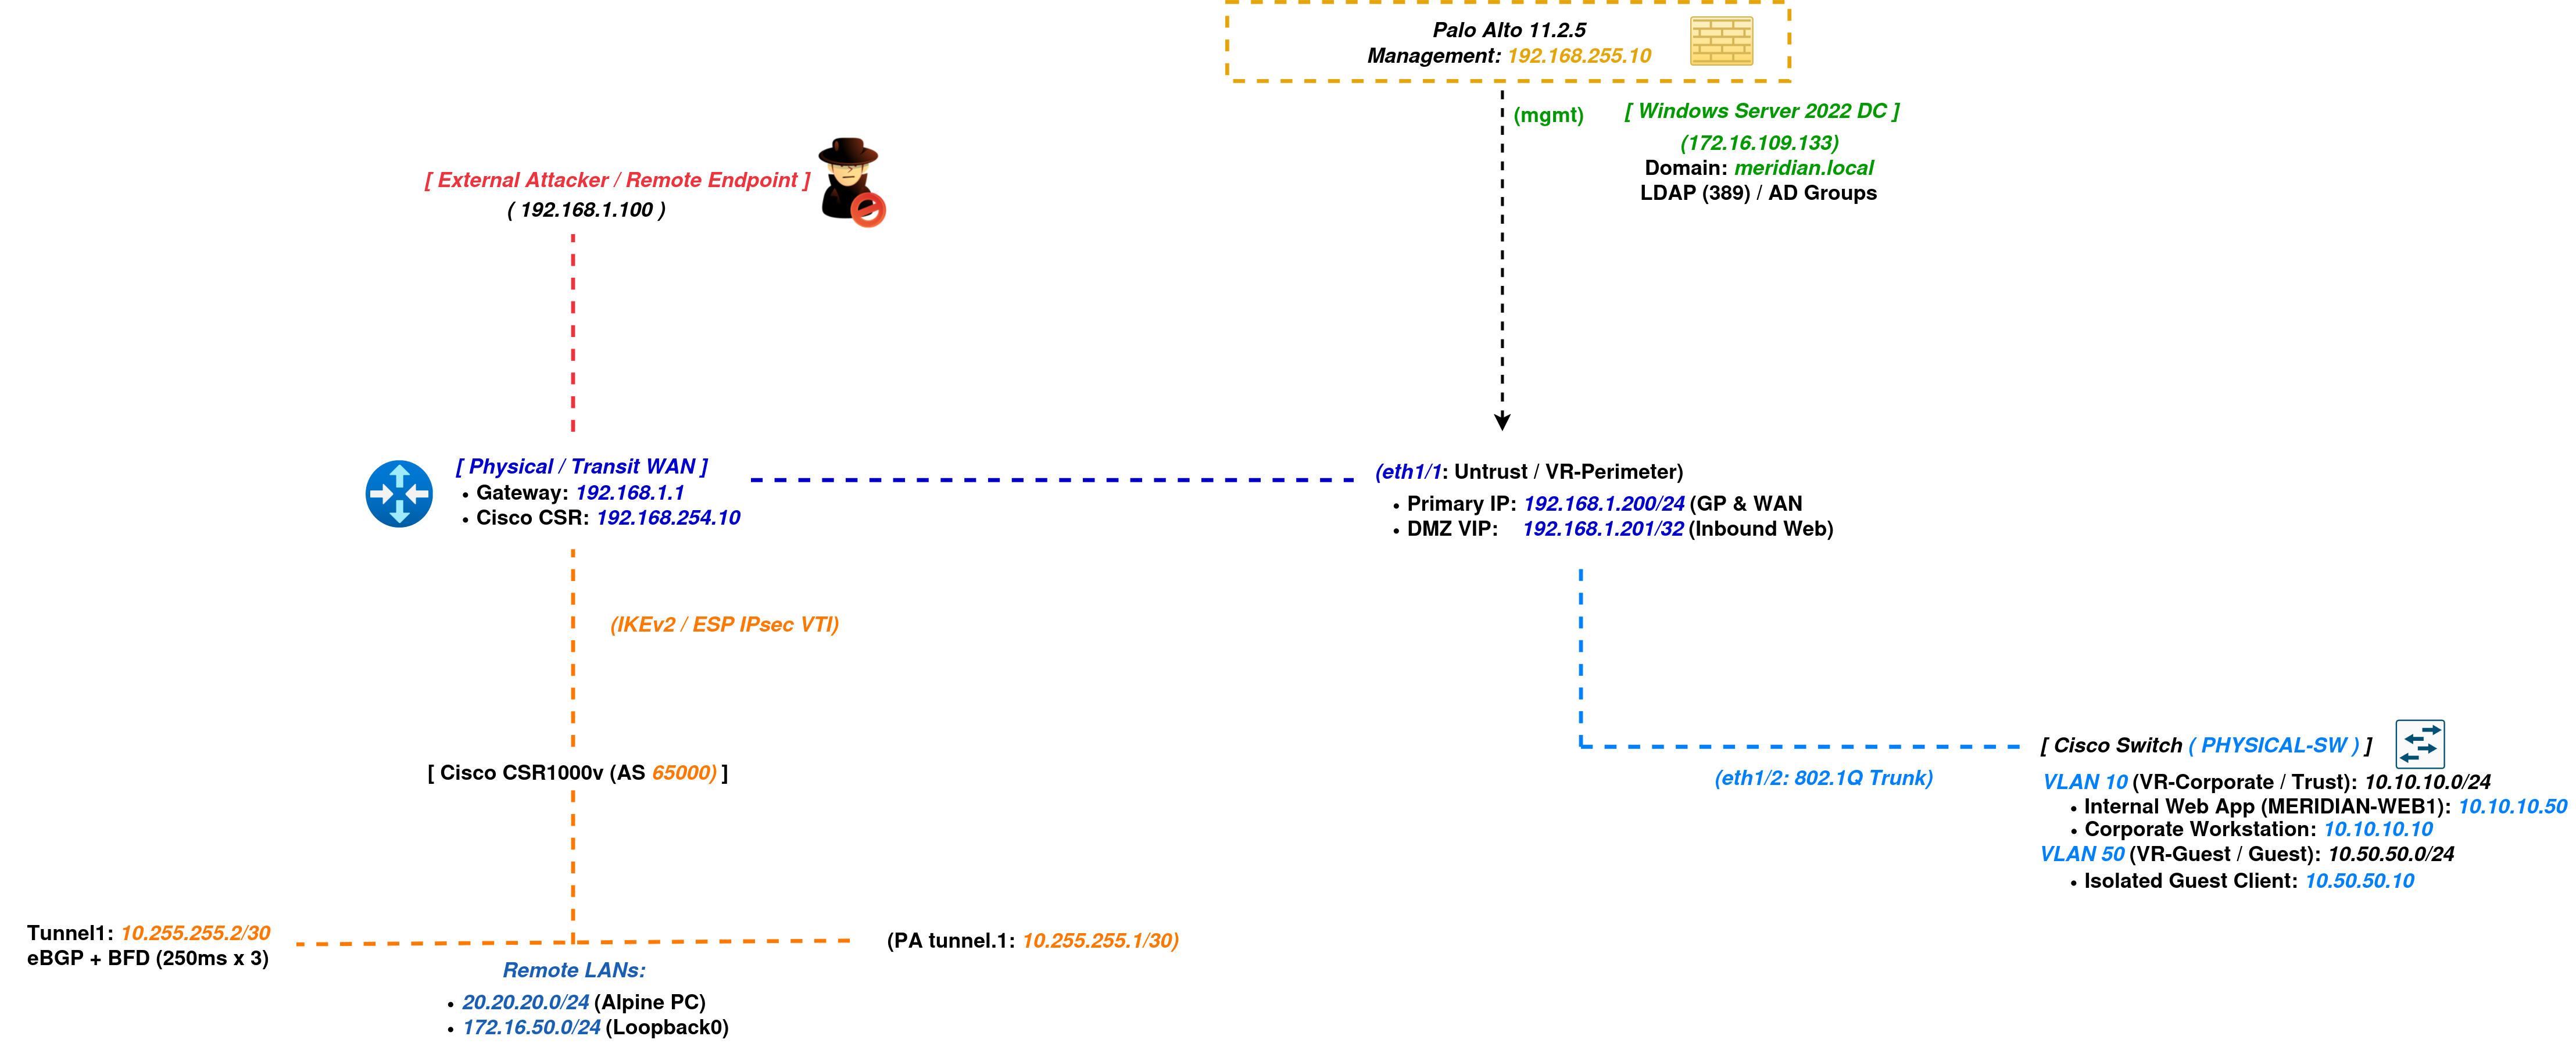 Palo Alto 11.2.5
Management: 192.168.255.10
(mgmt)
[ Windows Server 2022 DC ]
(172.16.109.133)
Domain: meridian.local
LDAP (389) / AD Groups
[ External Attacker / Remote Endpoint ]
( 192.168.1.100 )
[ Physical / Transit WAN ]
• Gateway: 192.168.1.1
• Cisco CSR: 192.168.254.10
(eth1/1: Untrust / VR-Perimeter)
• Primary IP: 192.168.1.200/24 (GP & WAN
• DMZ VIP: 192.168.1.201/32 (Inbound Web)
(IKEv2 / ESP IPsec VTI)
[ Cisco CSR1000v (AS 65000) ]
(eth1/2: 802.1Q Trunk)
[ Cisco Switch ( PHYSICAL-SW ) ]
VLAN 10 (VR-Corporate / Trust): 10.10.10.0/24
• Internal Web App (MERIDIAN-WEB1): 10.10.10.50
• Corporate Workstation: 10.10.10.10
VLAN 50 (VR-Guest / Guest): 10.50.50.0/24
• Isolated Guest Client: 10.50.50.10
Tunnel1: 10.255.255.2/30
eBGP + BFD (250ms x 3)
(PA tunnel.1: 10.255.255.1/30)
Remote LANs:
• 20.20.20.0/24 (Alpine PC)
• 172.16.50.0/24 (Loopback0)